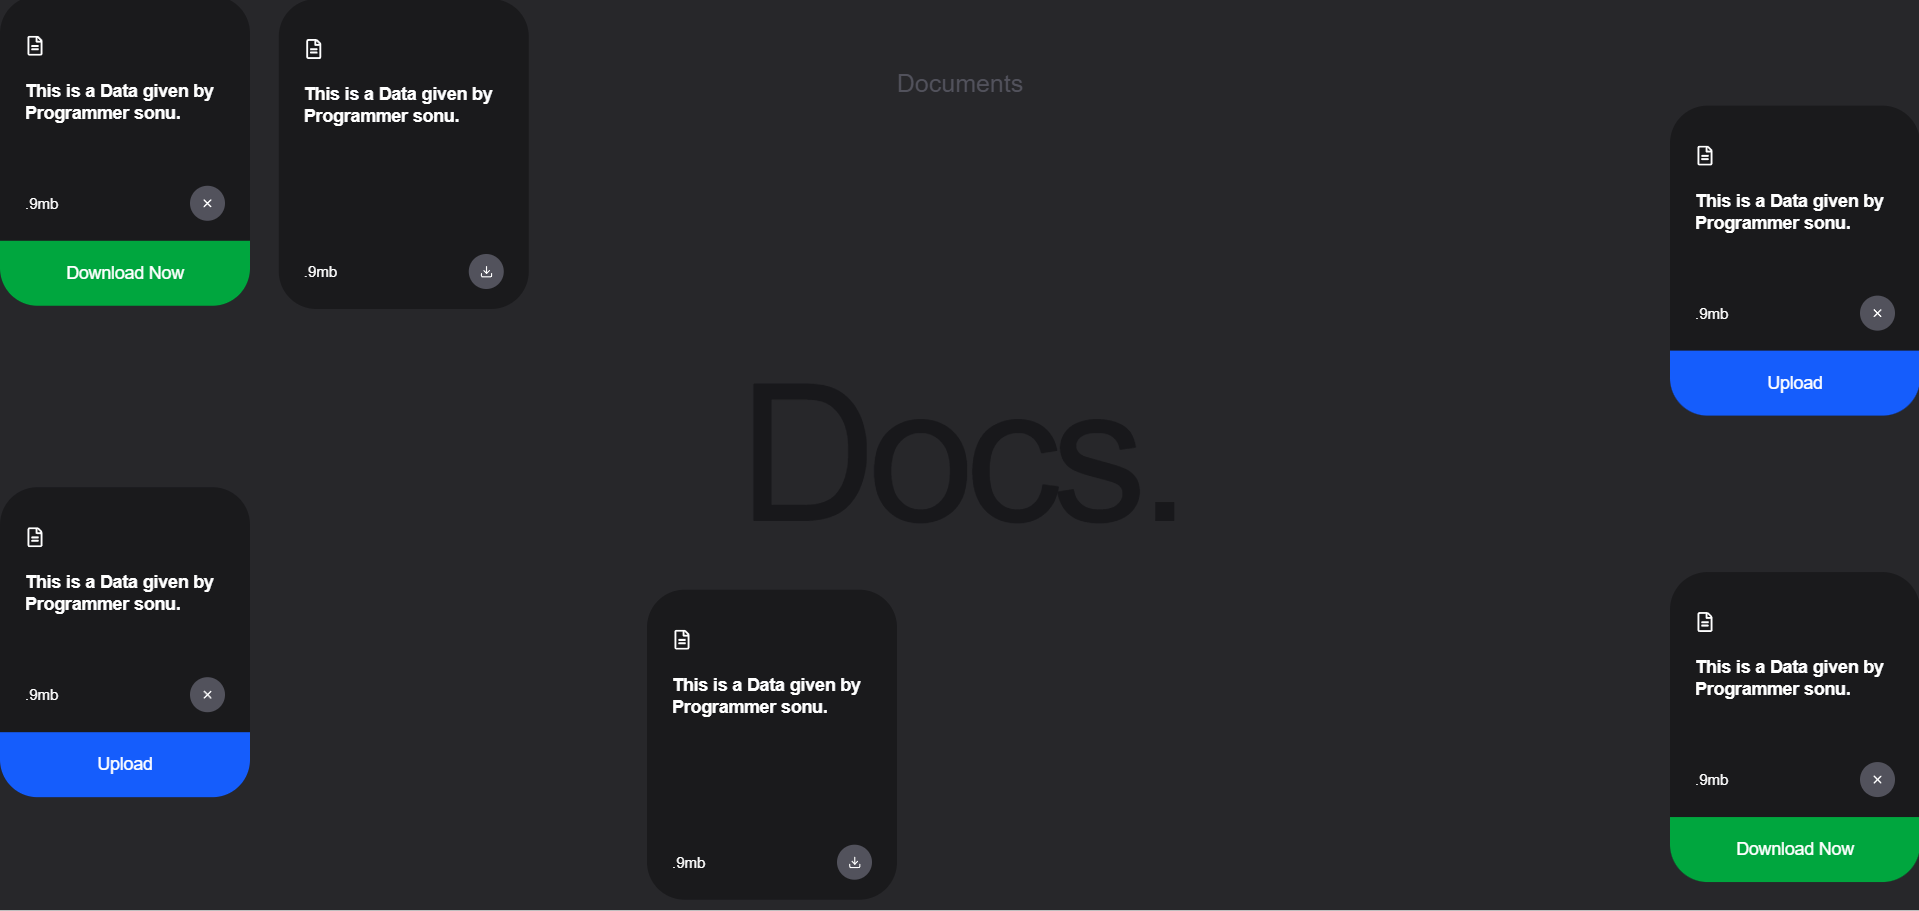 This is a Data given by
Programmer sonu.
.9mb
Download Now
This is a Data given by
Programmer sonu.
.9mb
Documents
This is a Data given by
Programmer sonu.
.9mb
Upload
Docs.
This is a Data given by
Programmer sonu.
.9mb
Upload
This is a Data given by
Programmer sonu.
.9mb
This is a Data given by
Programmer sonu.
.9mb
Download Now